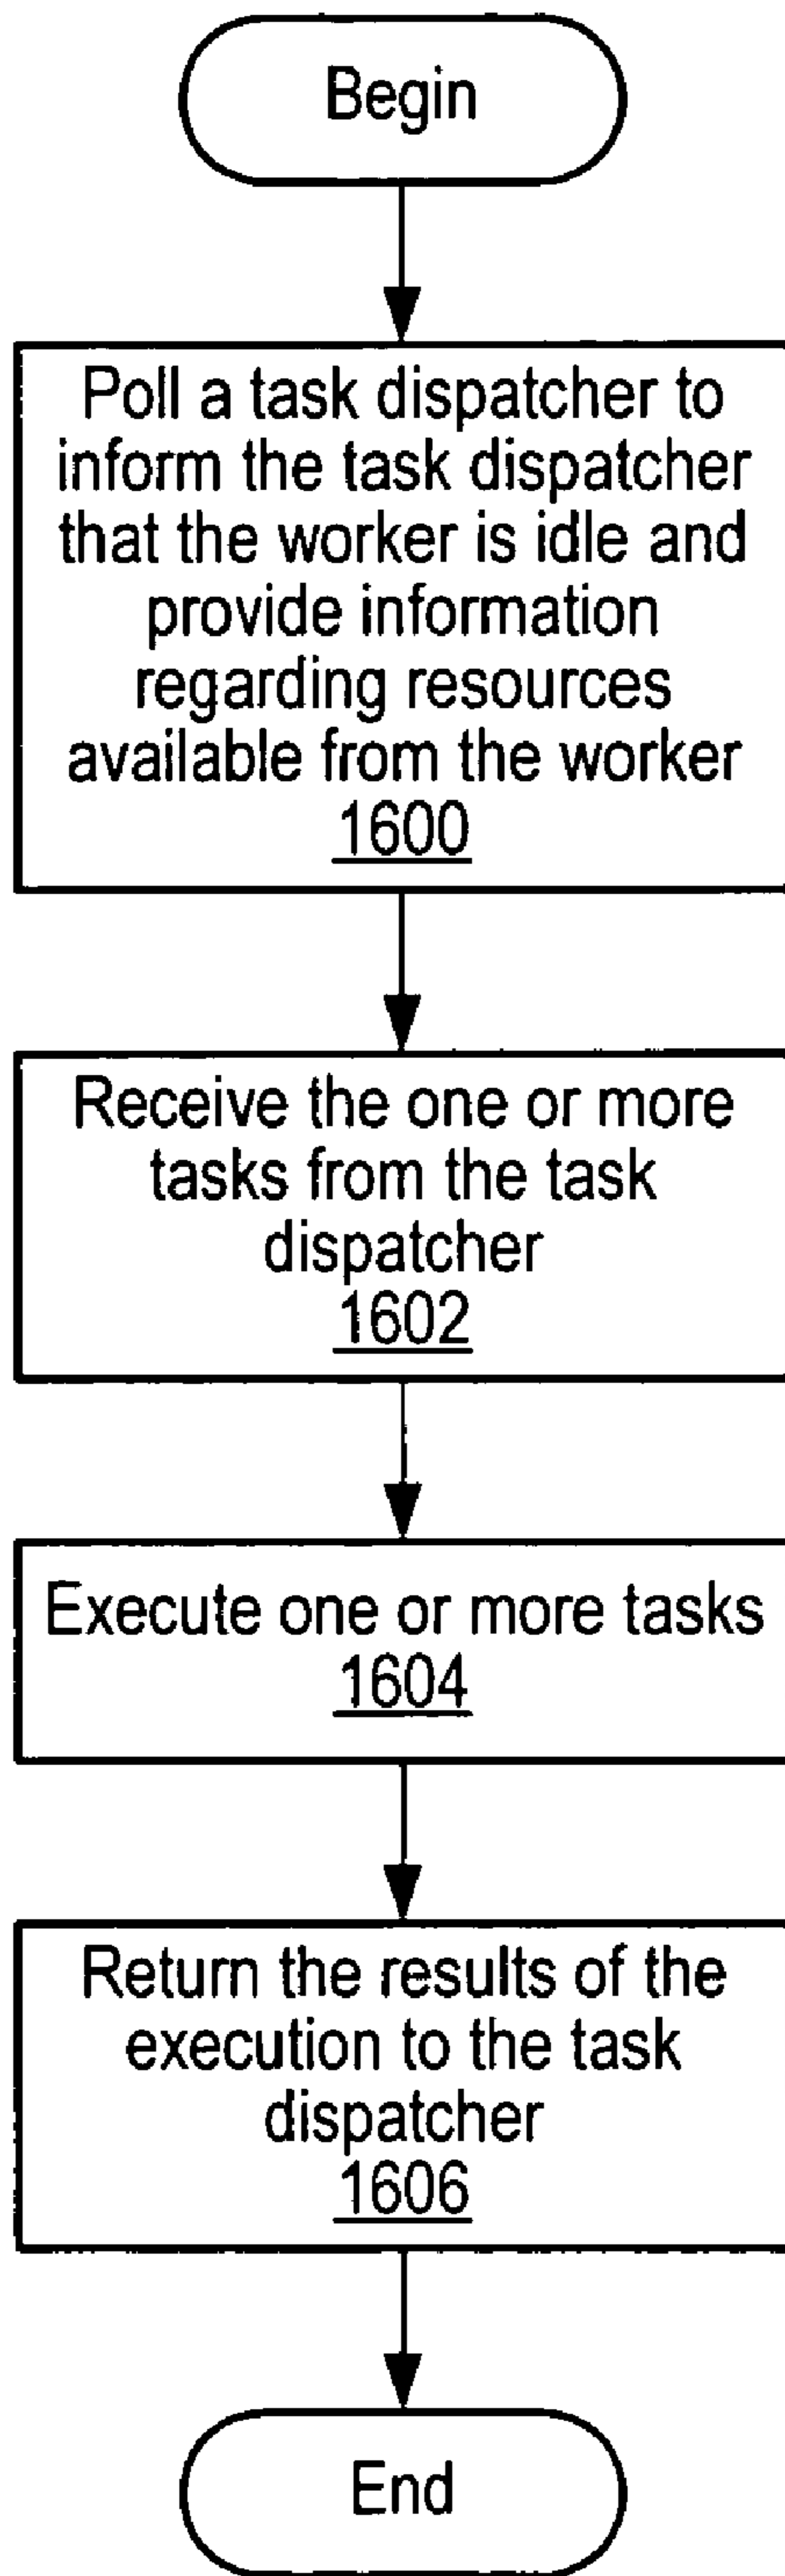 Begin
Poll a task dispatcher to
inform the task dispatcher
that the worker is idle and
provide information
regarding resources
available from the worker
1600
Receive the one or more
tasks from the task
dispatcher
1602
Execute one or more tasks
1604
Return the results of the
execution to the task
dispatcher
1606
End